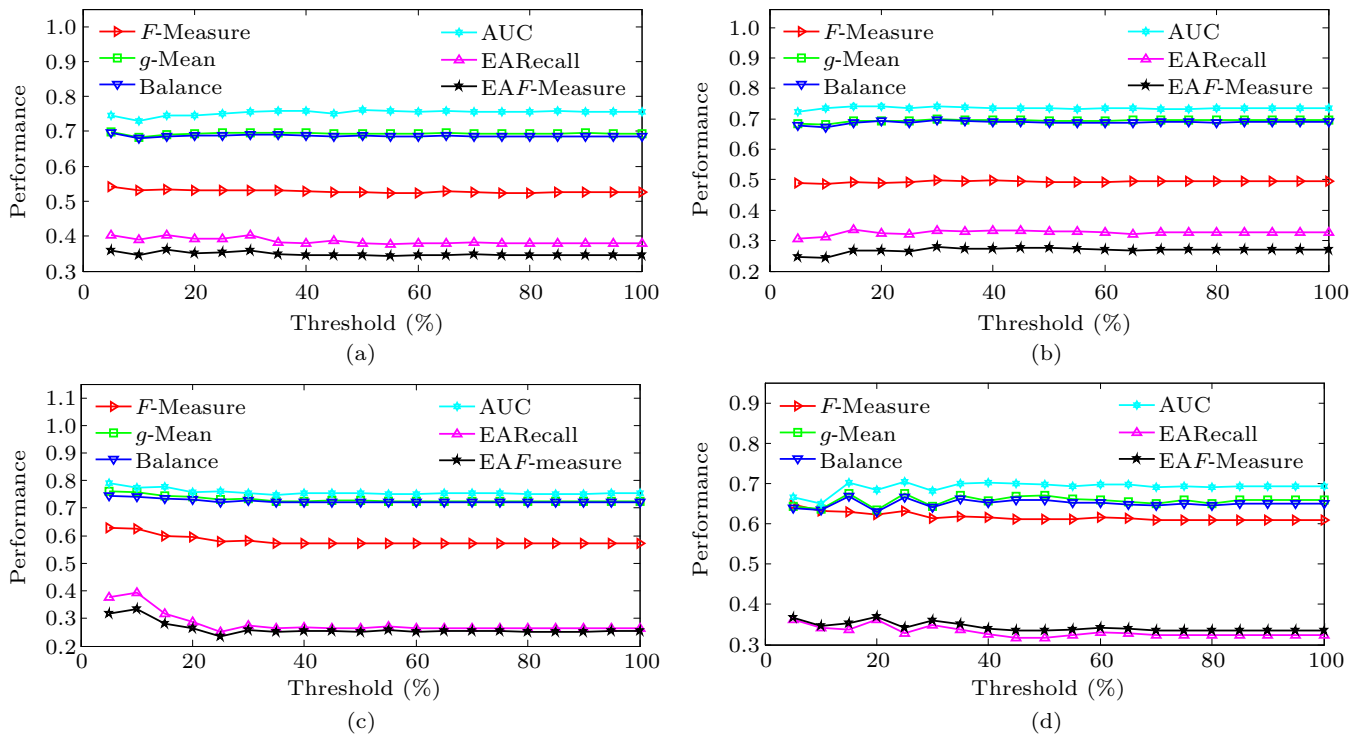 1.0
0.9
0.8
0.7
0.6
0.5
0.4
0.3
Performance
F-Measure
g-Mean
Balance
AUC
EARecall
EAF-Measure
0 20 40 60 80 100
Threshold (%)
(a)
1.0
0.9
0.8
0.7
0.6
0.5
0.4
0.3
0.2
Performance
F-Measure
g-Mean
Balance
AUC
EARecall
EAF-Measure
0 20 40 60 80 100
Threshold (%)
(b)
1.1
1.0
0.9
0.8
0.7
0.6
0.5
0.4
0.3
0.2
Performance
F-Measure
g-Mean
Balance
AUC
EARecall
EAF-measure
0 20 40 60 80 100
Threshold (%)
(c)
0.9
0.8
0.7
0.6
0.5
0.4
0.3
Performance
F-Measure
g-Mean
Balance
AUC
EARecall
EAF-Measure
0 20 40 60 80 100
Threshold (%)
(d)